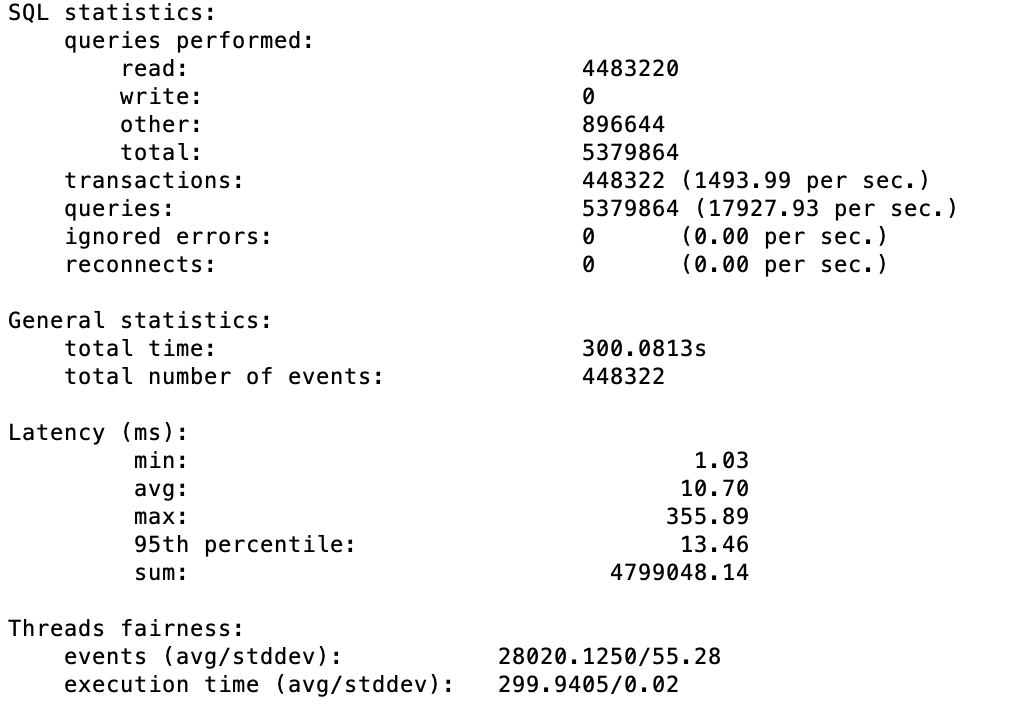 SQL statistics:
    queries performed:
        read:                            4483220
        write:                           0
        other:                           896644
        total:                           5379864
    transactions:                        448322 (1493.99 per sec.)
    queries:                             5379864 (17927.93 per sec.)
    ignored errors:                      0      (0.00 per sec.)
    reconnects:                          0      (0.00 per sec.)

General statistics:
    total time:                          300.0813s
    total number of events:              448322

Latency (ms):
         min:                                    1.03
         avg:                                   10.70
         max:                                  355.89
         95th percentile:                       13.46
         sum:                              4799048.14

Threads fairness:
    events (avg/stddev):           28020.1250/55.28
    execution time (avg/stddev):   299.9405/0.02